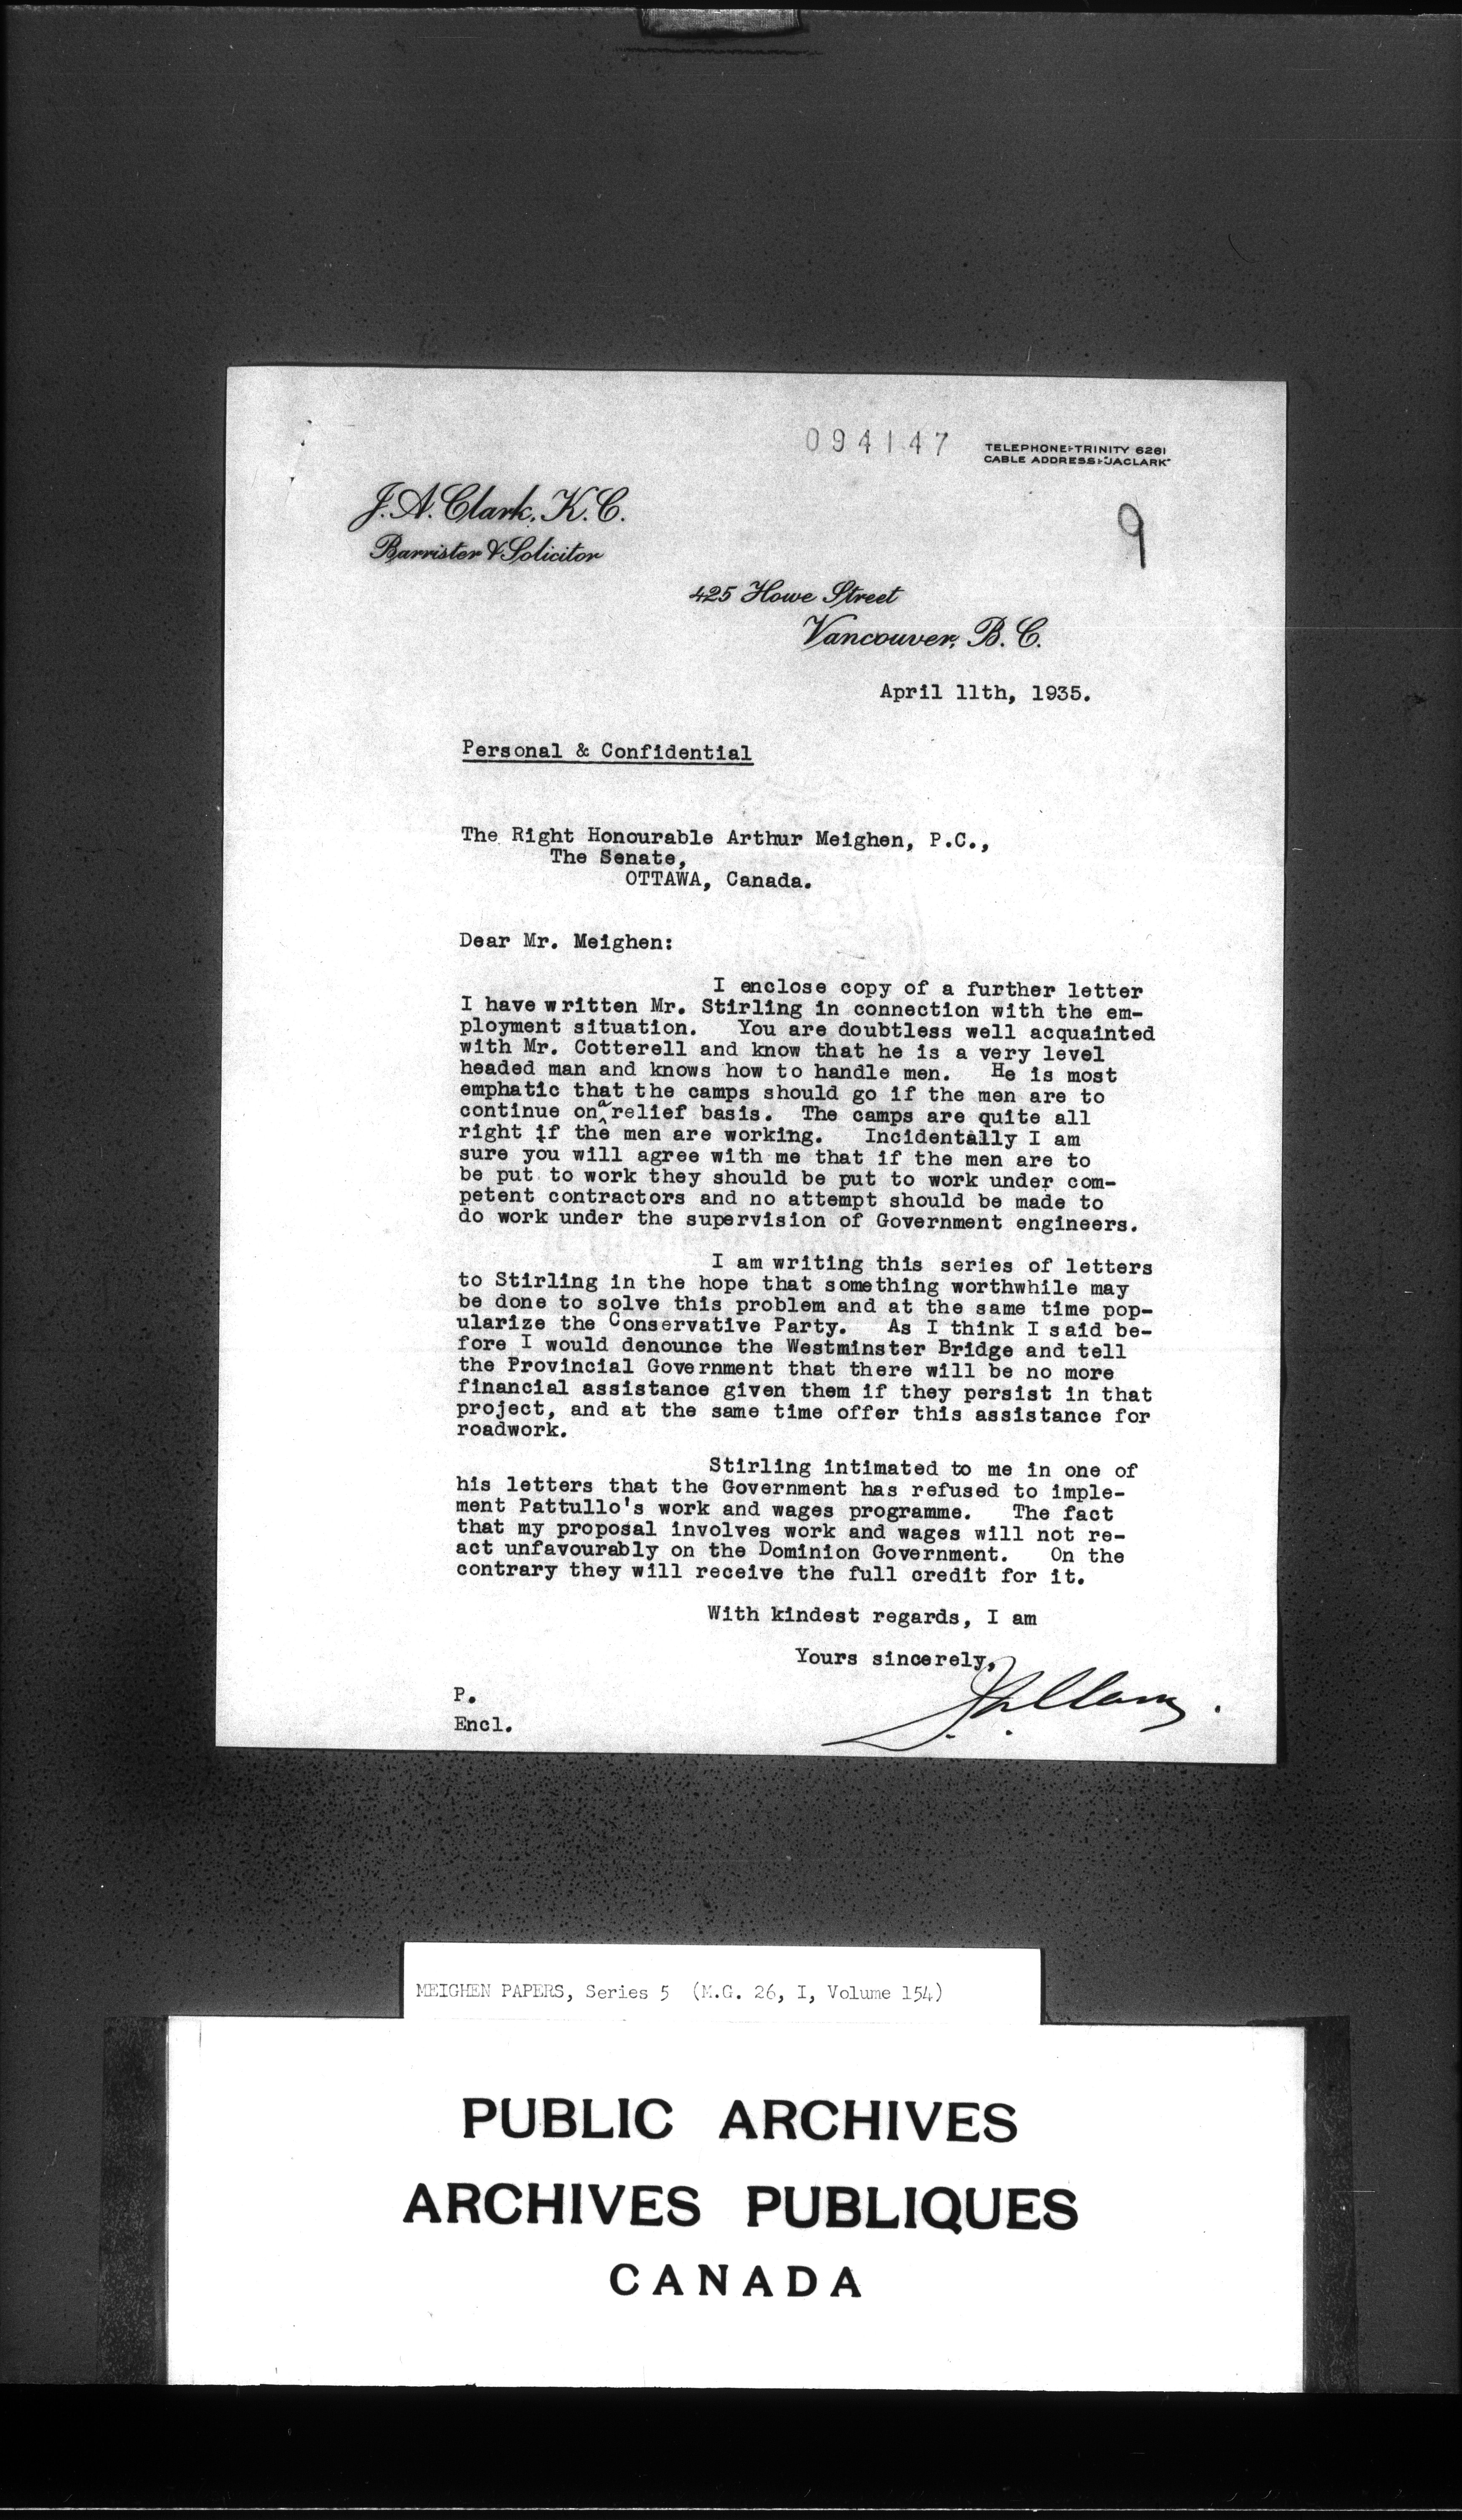 094147
TELEPHONE:-TRINITY 6261
CABLE ADDRESS:-"JACLARK"
9
J. A. Clark, K. C.
Barrister & Solicitor
425 Howe Street
Vancouver, B. C.
April 11th, 1935.
Personal & Confidential
The Right Honourable Arthur Meighen, P.C.,
The Senate,
OTTAWA, Canada.
Dear Mr. Meighen:
I enclose copy of a further letter
I have written Mr. Stirling in connection with the em-
ployment situation. You are doubtless well acquainted
with Mr. Cotterell and know that he is a very level
headed man and knows how to handle men. He is most
emphatic that the camps should go if the men are to
continue on a relief basis. The camps are quite all
right if the men are working. Incidentally I am
sure you will agree with me that if the men are to
be put to work they should be put to work under com-
petent contractors and no attempt should be made to
do work under the supervision of Government engineers.
I am writing this series of letters
to Stirling in the hope that something worthwhile may
be done to solve this problem and at the same time pop-
ularize the Conservative Party. As I think I said be-
fore I would denounce the Westminster Bridge and tell
the Provincial Government that there will be no more
financial assistance given them if they persist in that
project, and at the same time offer this assistance for
roadwork.
Stirling intimated to me in one of
his letters that the Government has refused to imple-
ment Pattullo's work and wages programme. The fact
that my proposal involves work and wages will not re-
act unfavourably on the Dominion Government. On the
contrary they will receive the full credit for it.
With kindest regards, I am
Yours sincerely,
J.A. Clark.
P.
Encl.
MEIGHEN PAPERS, Series 5 (M.G. 26, I, Volume 154)
PUBLIC ARCHIVES
ARCHIVES PUBLIQUES
CANADA